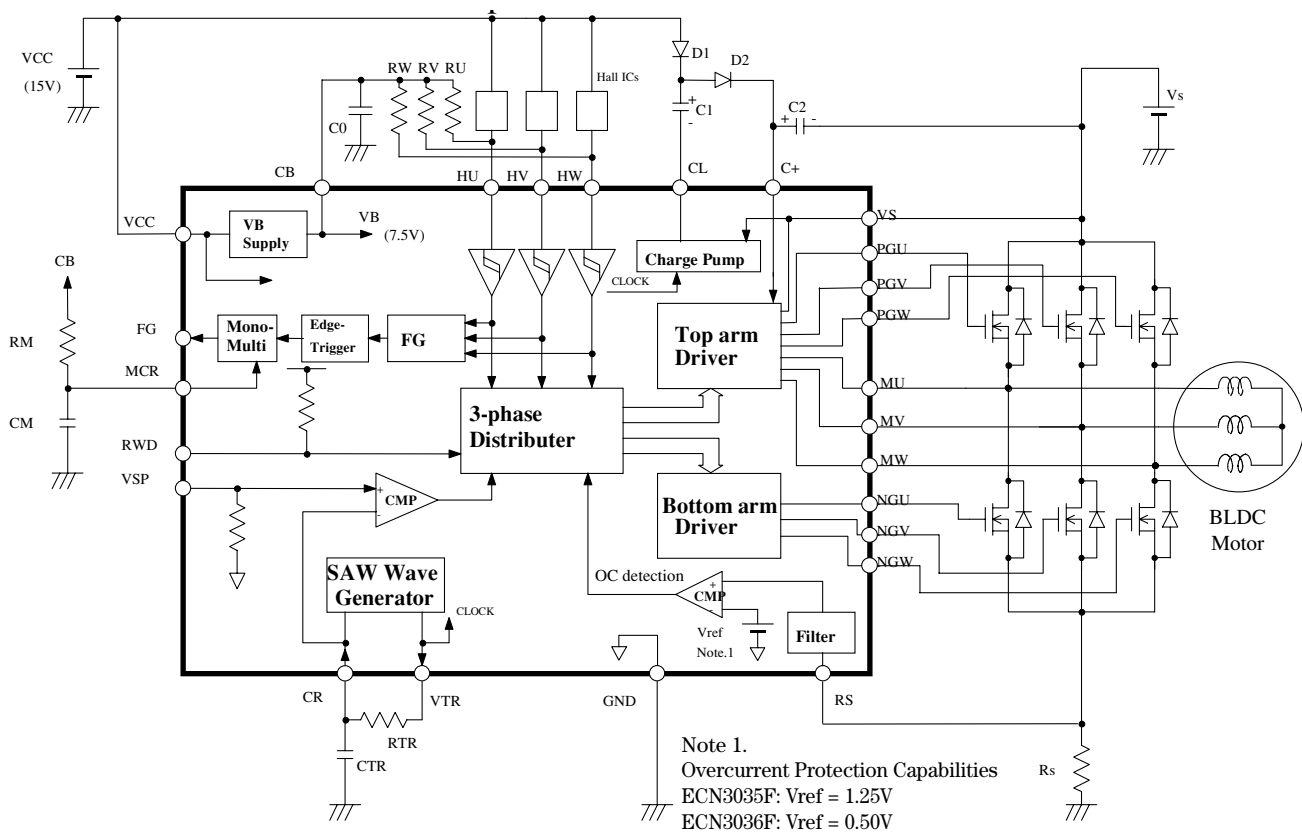 VCC
(15V)
RW RV RU
Hall ICs
D1
D2
C0
+
C1
-
C2
+ -
Vs
CB
HU
HV
HW
CL
C+
VCC
VB
Supply
VB
(7.5V)
Charge Pump
CLOCK
VS
PGU
PGV
PGW
CB
RM
FG
Mono-
Multi
Edge-
Trigger
FG
Top arm
Driver
MCR
CM
3-phase
Distributer
MU
MV
MW
RWD
VSP
+
CMP
-
Bottom arm
Driver
NGU
NGV
NGW
BLDC
Motor
SAW Wave
Generator
CLOCK
OC detection
+
CMP
-
Vref
Note.1
Filter
CR
VTR
GND
RS
RTR
CTR
Rs
Note 1.
Overcurrent Protection Capabilities
ECN3035F: Vref = 1.25V
ECN3036F: Vref = 0.50V